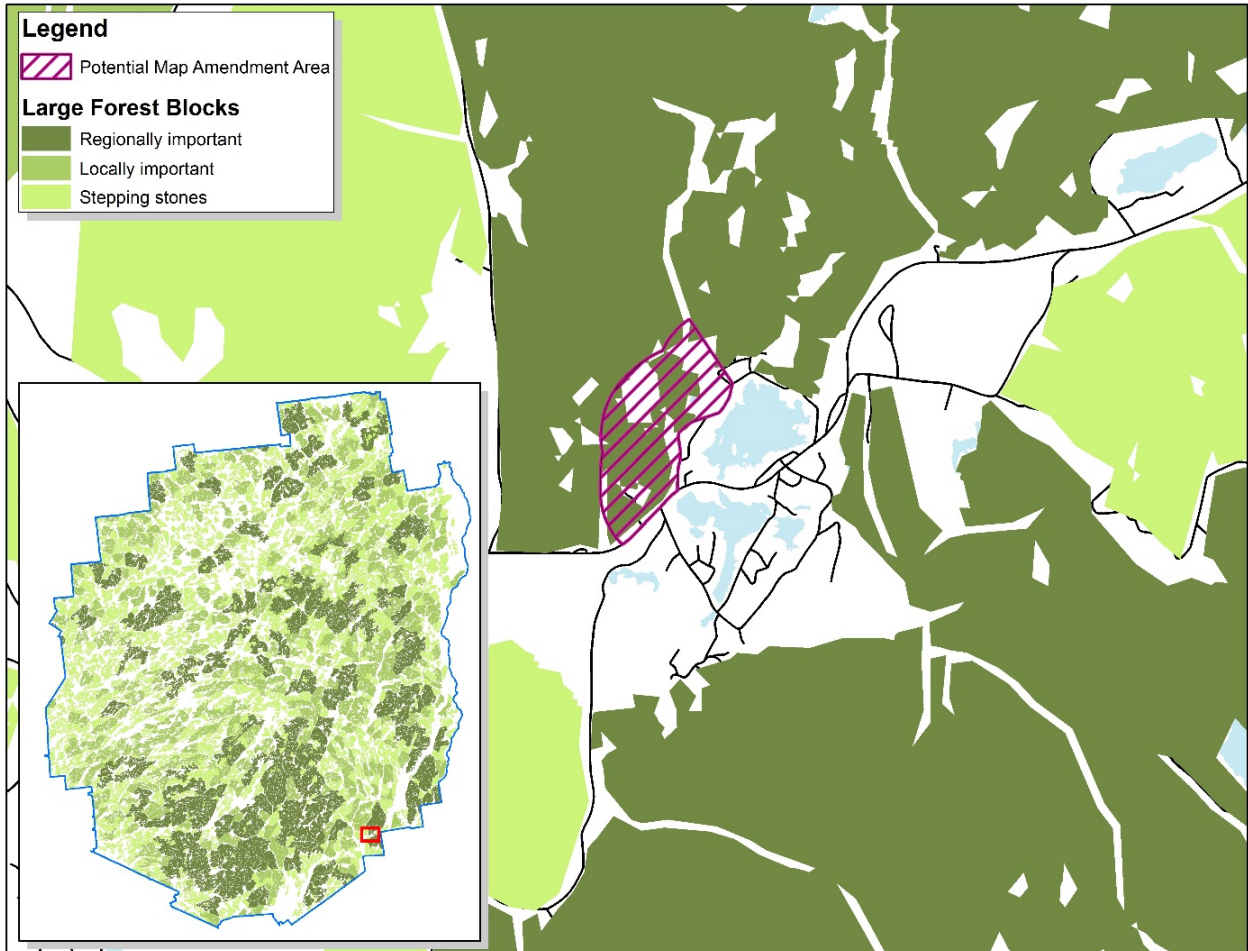 Legend
Potential Map Amendment Area
Large Forest Blocks
Regionally important
Locally important
Stepping stones